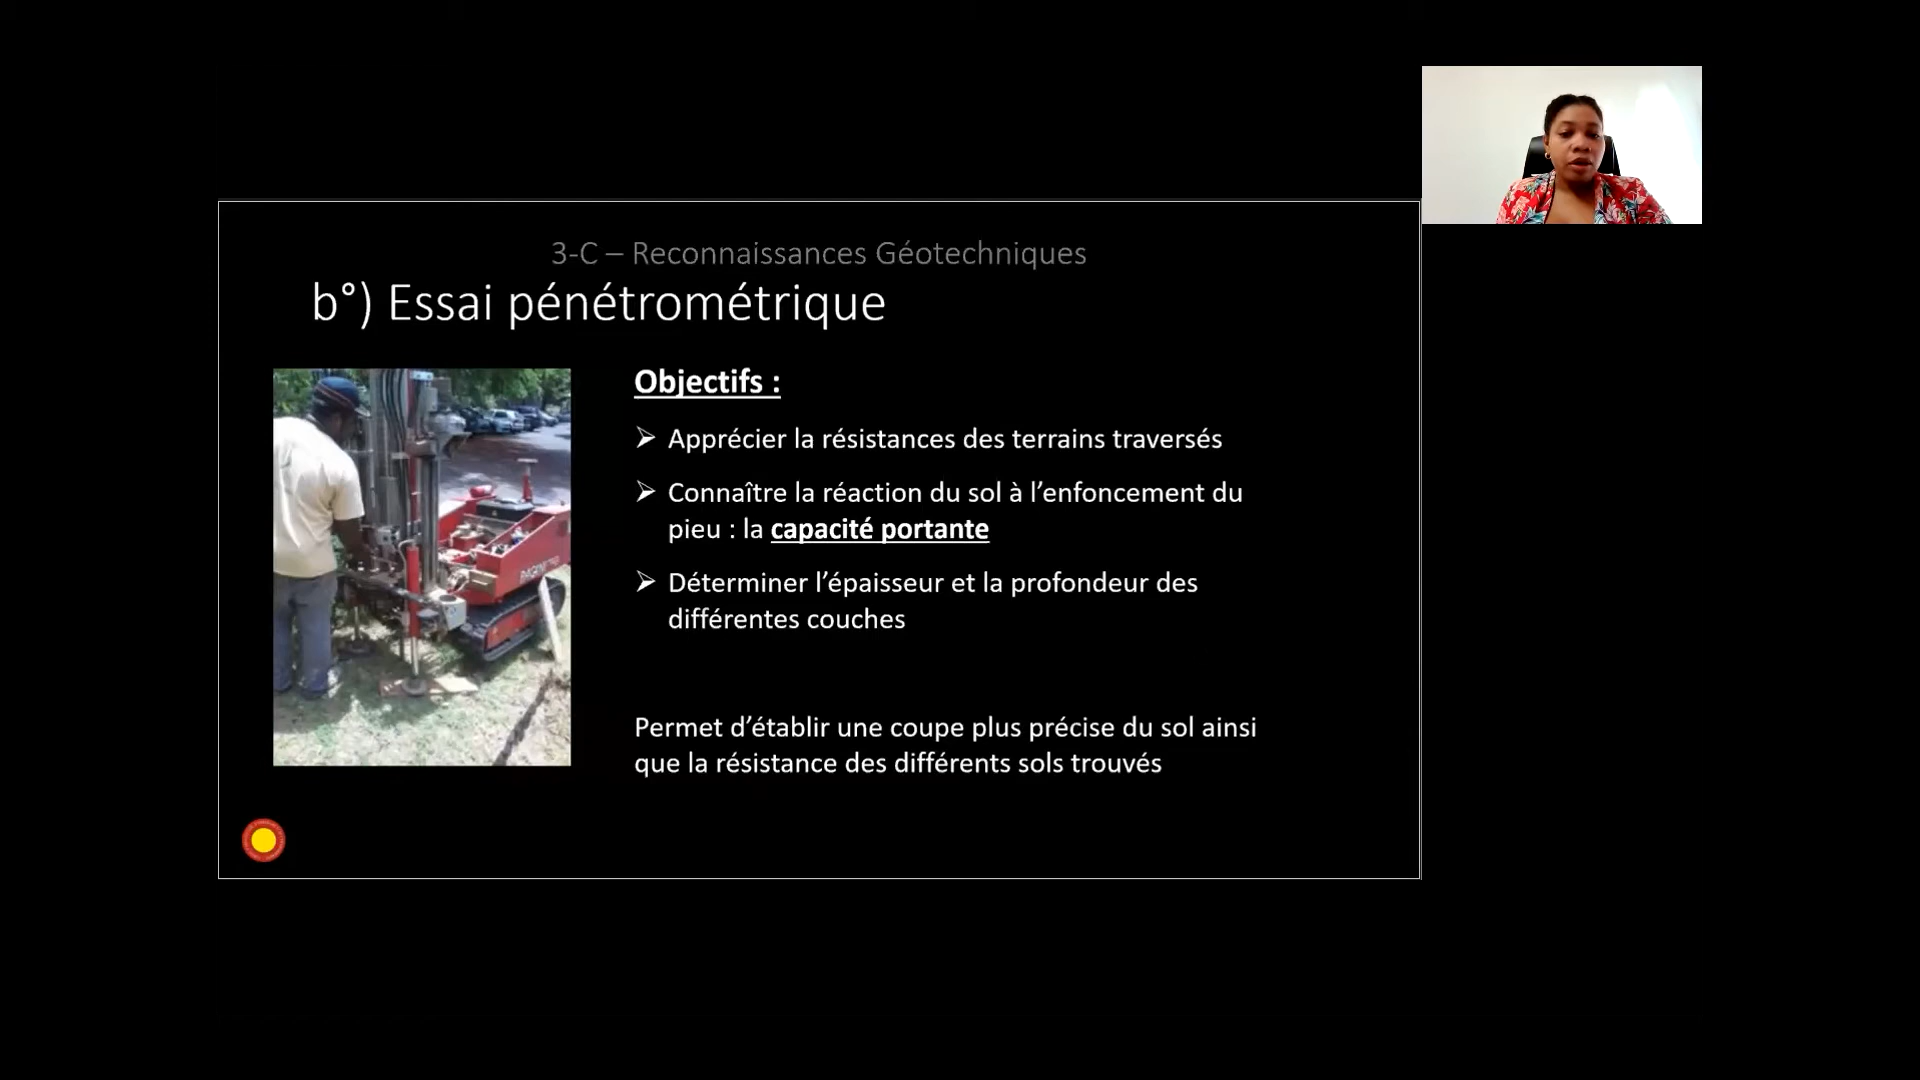 3-C – Reconnaissances Géotechniques
b°) Essai pénétrométrique
Objectifs :
➢ Apprécier la résistances des terrains traversés
➢ Connaître la réaction du sol à l’enfoncement du
pieu : la capacité portante
➢ Déterminer l’épaisseur et la profondeur des
différentes couches
Permet d’établir une coupe plus précise du sol ainsi
que la résistance des différents sols trouvés